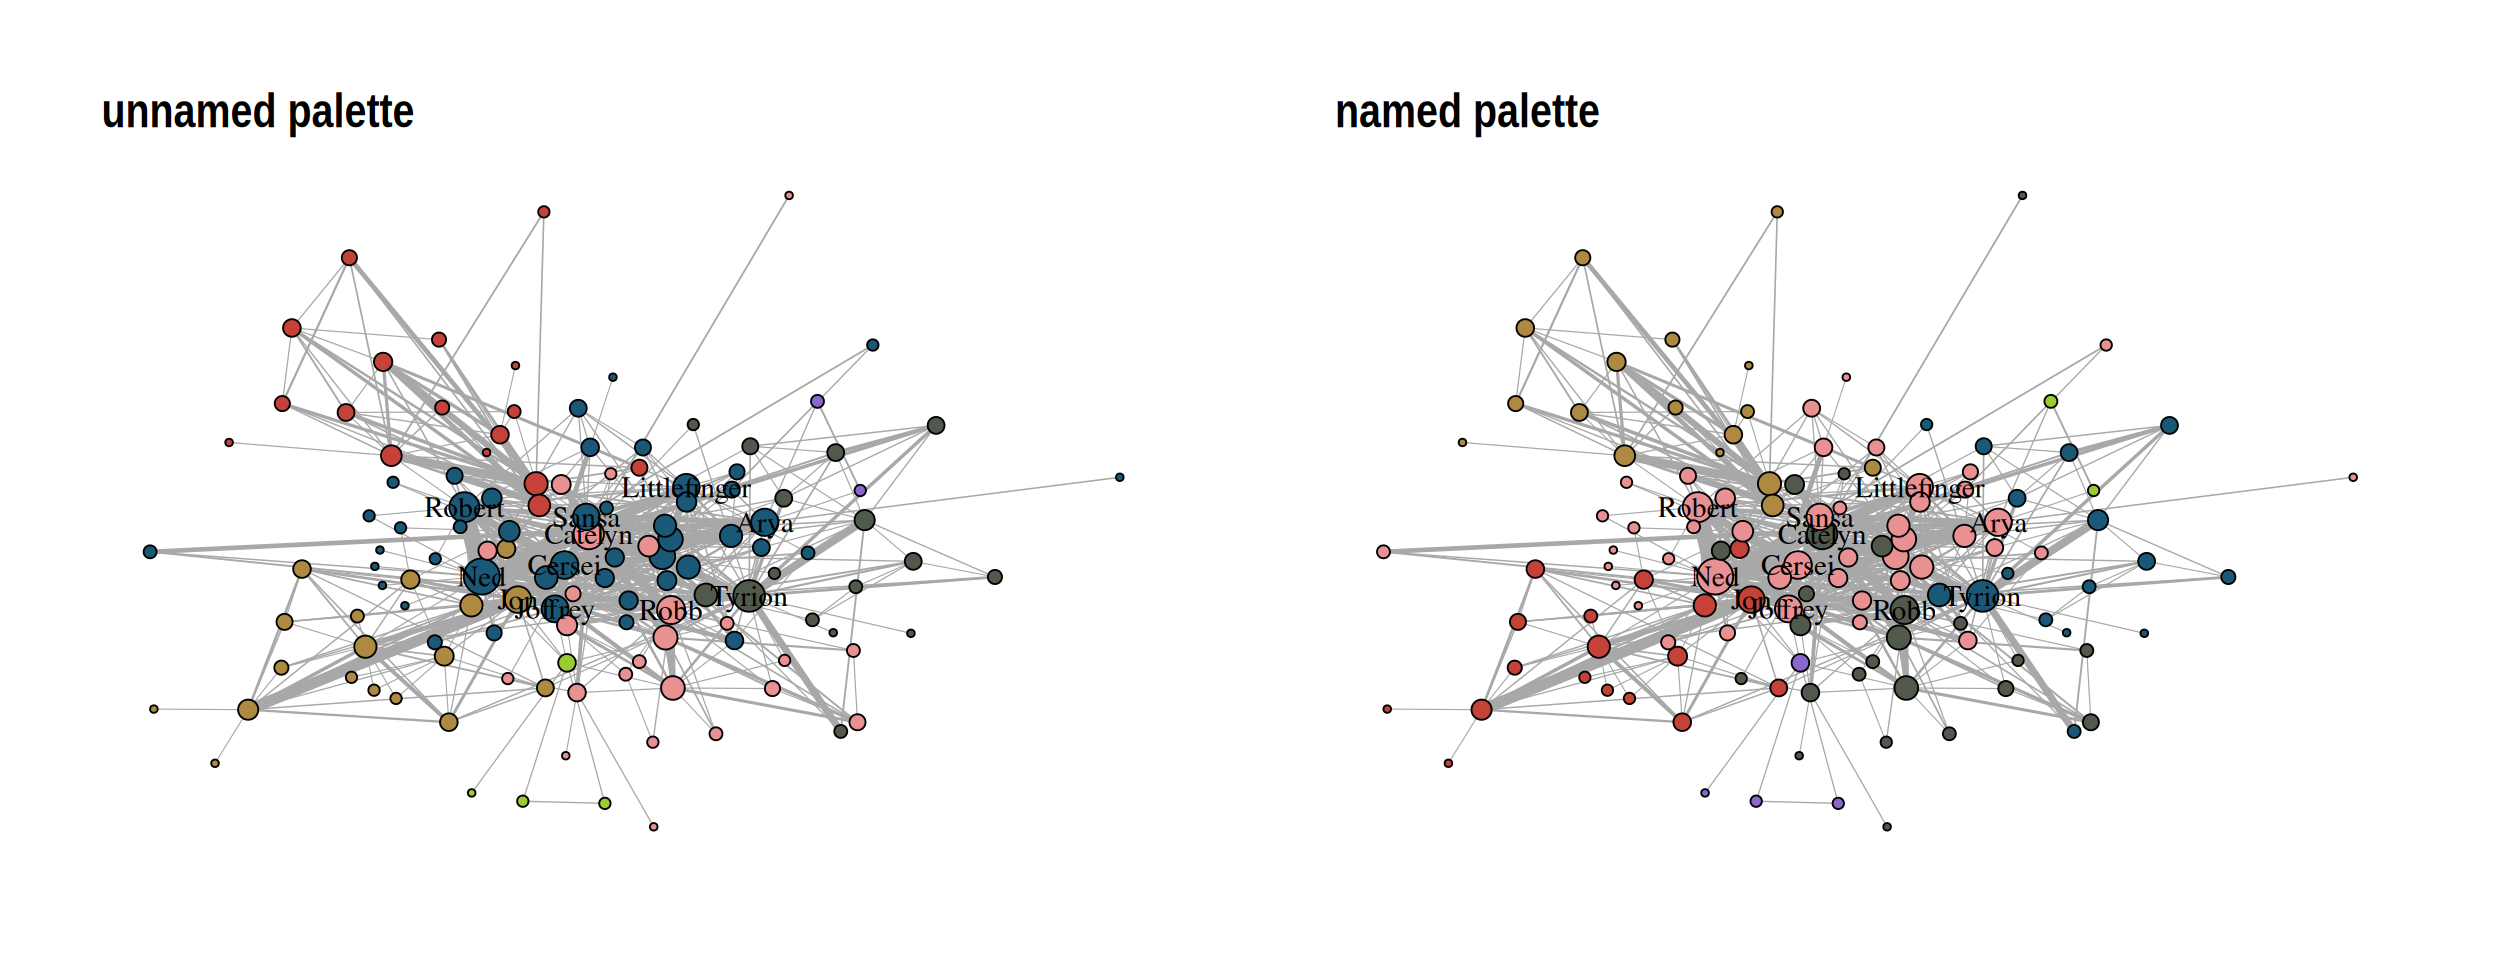 unnamed palette
Littlefinger
Robert
Sansa
Arya
Catelyn
Cersei
Ned
Jon
Joffrey
Robb
Tyrion
named palette
Littlefinger
Robert
Sansa
Arya
Catelyn
Cersei
Ned
Jon
Joffrey
Robb
Tyrion